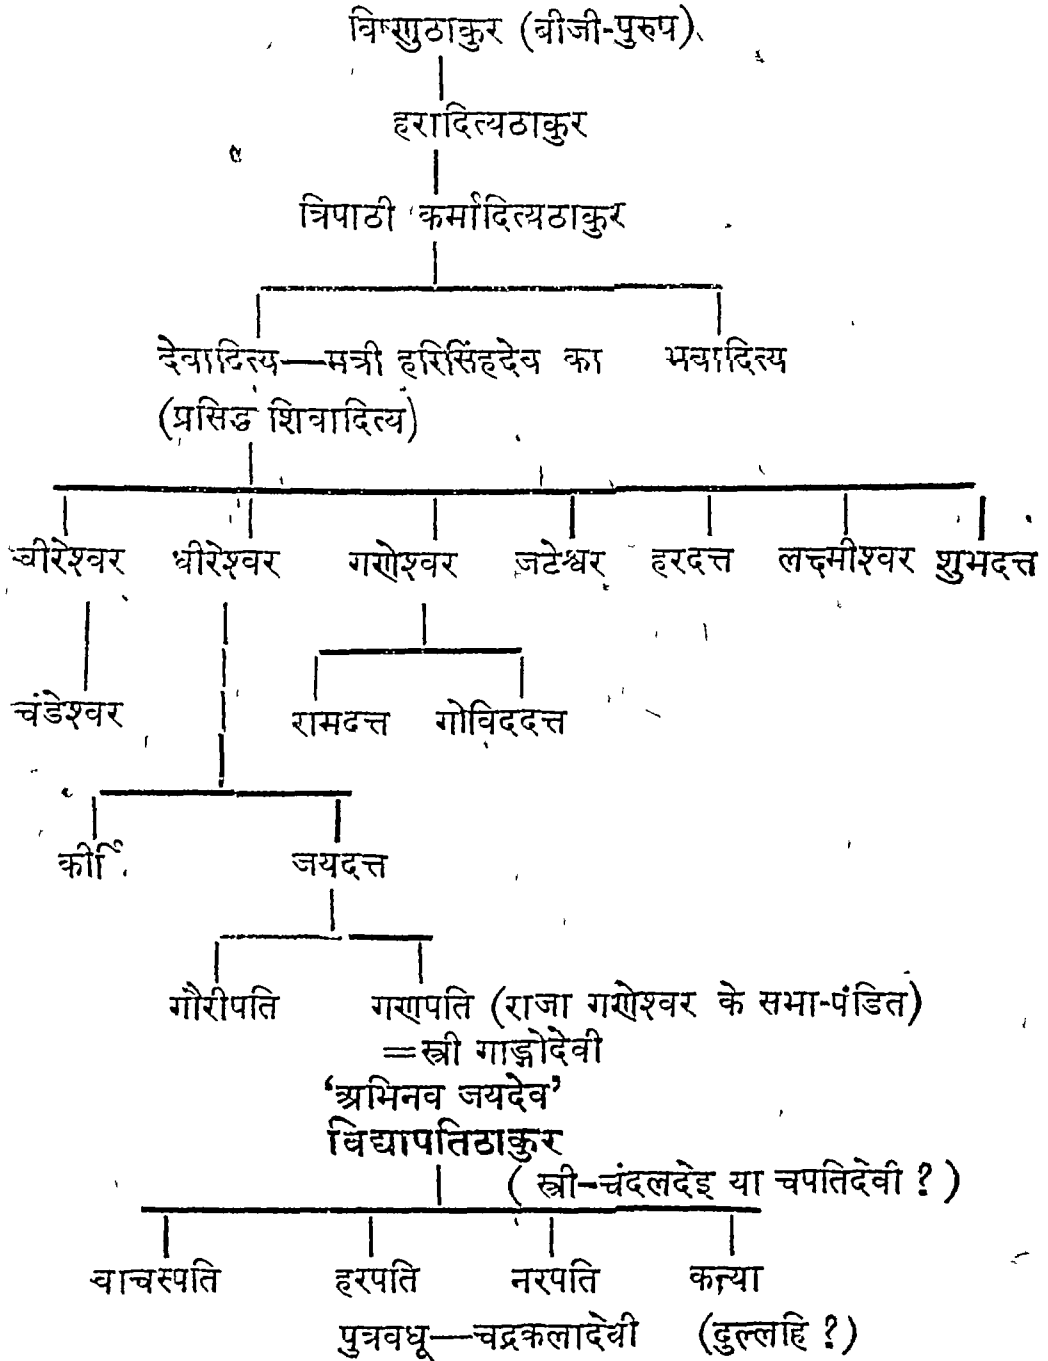 विष्णुठाकुर (बीजी-पुरुष)
हरादित्यठाकुर
त्रिपाठी कर्मादित्यठाकुर
देवादित्य—मत्री हरिसिंहदेव का भवादित्य
(प्रसिद्ध शिवादित्य)
वीरेश्वर धीरेश्वर गणेश्वर जटेश्वर हरदत्त लक्ष्मीश्वर शुभदत्त
चंडेश्वर रामदत्त गोविददत्त
जयदत्त
गौरीपति गणपति (राजा गणेश्वर के सभा-पंडित)
=स्त्री गाङ्गोदेवी
‘अभिनव जयदेव’
विद्यापतिठाकुर
(स्त्री-चंदलदेइ या चपतिदेवी ?)
वाचस्पति हरपति नरपति कन्या
पुत्रवधू—चद्रकलादेवी (दुल्लहि ?)